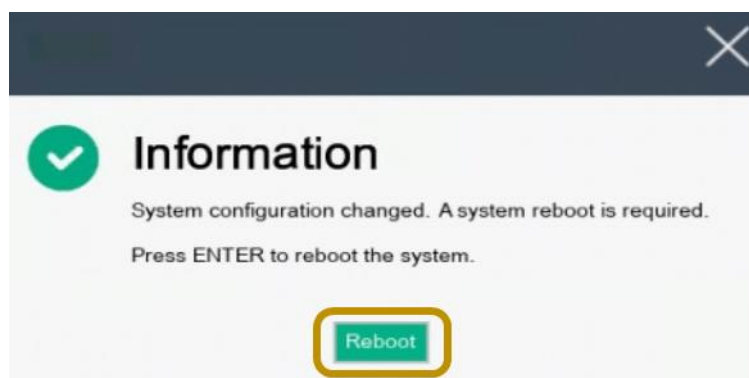 Information
System configuration changed. A system reboot is required.
Press ENTER to reboot the system.
Reboot